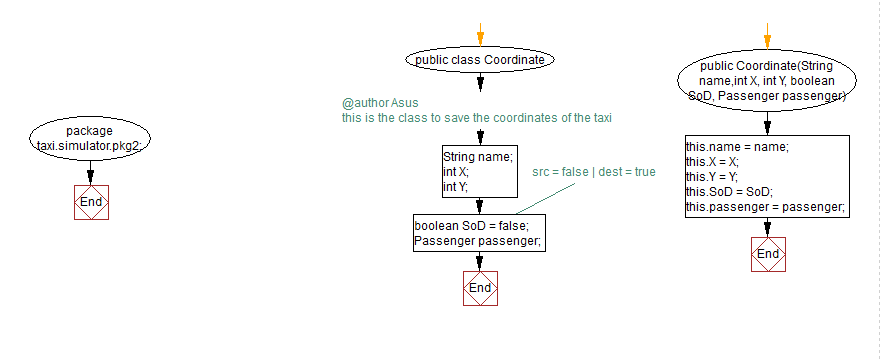 package
taxi.simulator.pkg2;
End
public class Coordinate
@author Asus
this is the class to save the coordinates of the taxi
String name;
int X;
int Y;
src = false | dest = true
boolean SoD = false;
Passenger passenger;
End
public Coordinate(String
name,int X, int Y, boolean
SoD, Passenger passenger)
this.name = name;
this.X = X;
this.Y = Y;
this.SoD = SoD;
this.passenger = passenger;
End